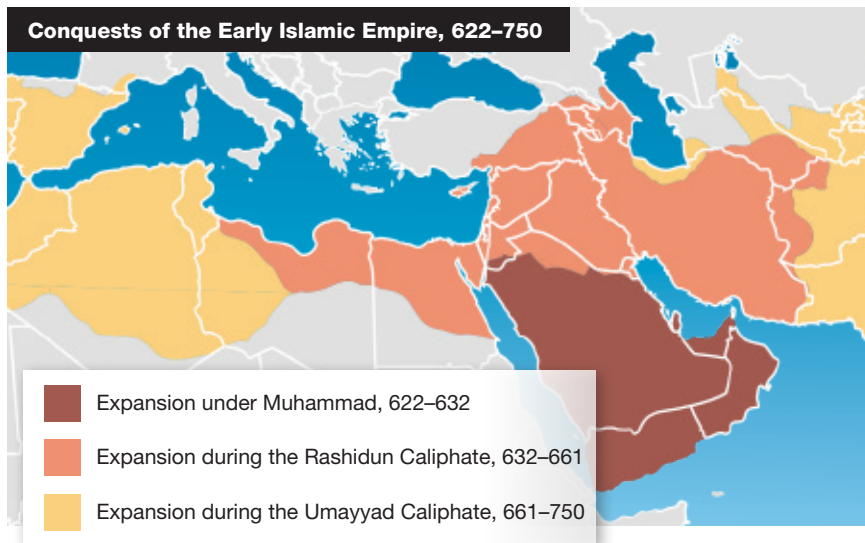 Conquests of the Early Islamic Empire, 622–750
Expansion under Muhammad, 622–632
Expansion during the Rashidun Caliphate, 632–661
Expansion during the Umayyad Caliphate, 661–750